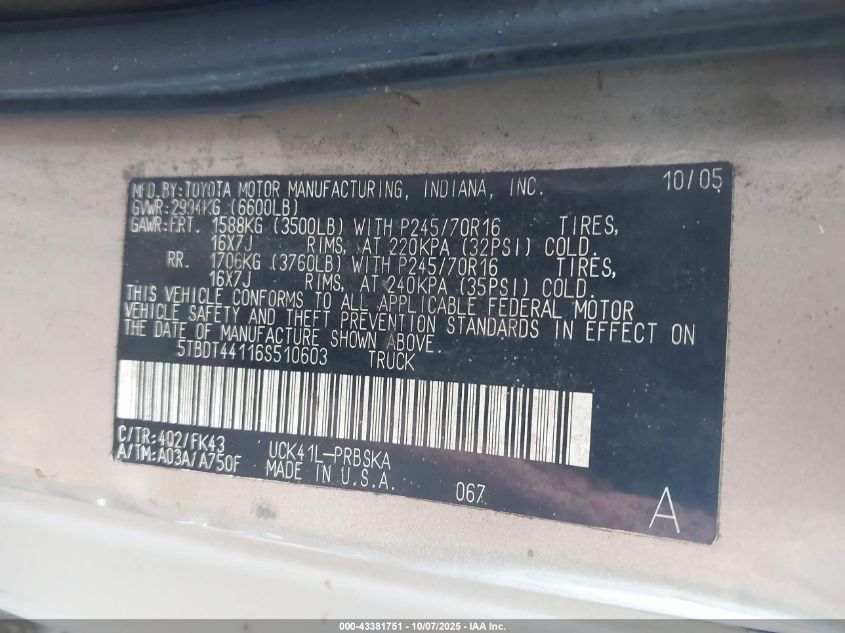 MFD.BY:TOYOTA MOTOR MANUFACTURING, INDIANA, INC. 10/05
GVWR:2994KG (6600LB)
GAWR:FRT. 1588KG (3500LB) WITH P245/70R16 TIRES,
16X7J RIMS, AT 220KPA (32PSI) COLD.
RR. 1706KG (3760LB) WITH P245/70R16 TIRES,
16X7J RIMS, AT 240KPA (35PSI) COLD.
THIS VEHICLE CONFORMS TO ALL APPLICABLE FEDERAL MOTOR
VEHICLE SAFETY AND THEFT PREVENTION STANDARDS IN EFFECT ON
THE DATE OF MANUFACTURE SHOWN ABOVE.
5TBDT44116S510603 TRUCK
C/TR:4Q2/FK43 UCK41L-PRBSKA
A/TM:A03A/A750F MADE IN U.S.A. 067 A
000-43381751 | 10/07/2025 - IAA Inc.